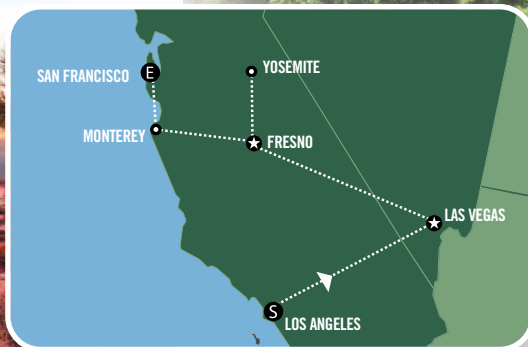 E
SAN FRANCISCO
YOSEMITE
MONTEREY
FRESNO
LAS VEGAS
S
LOS ANGELES